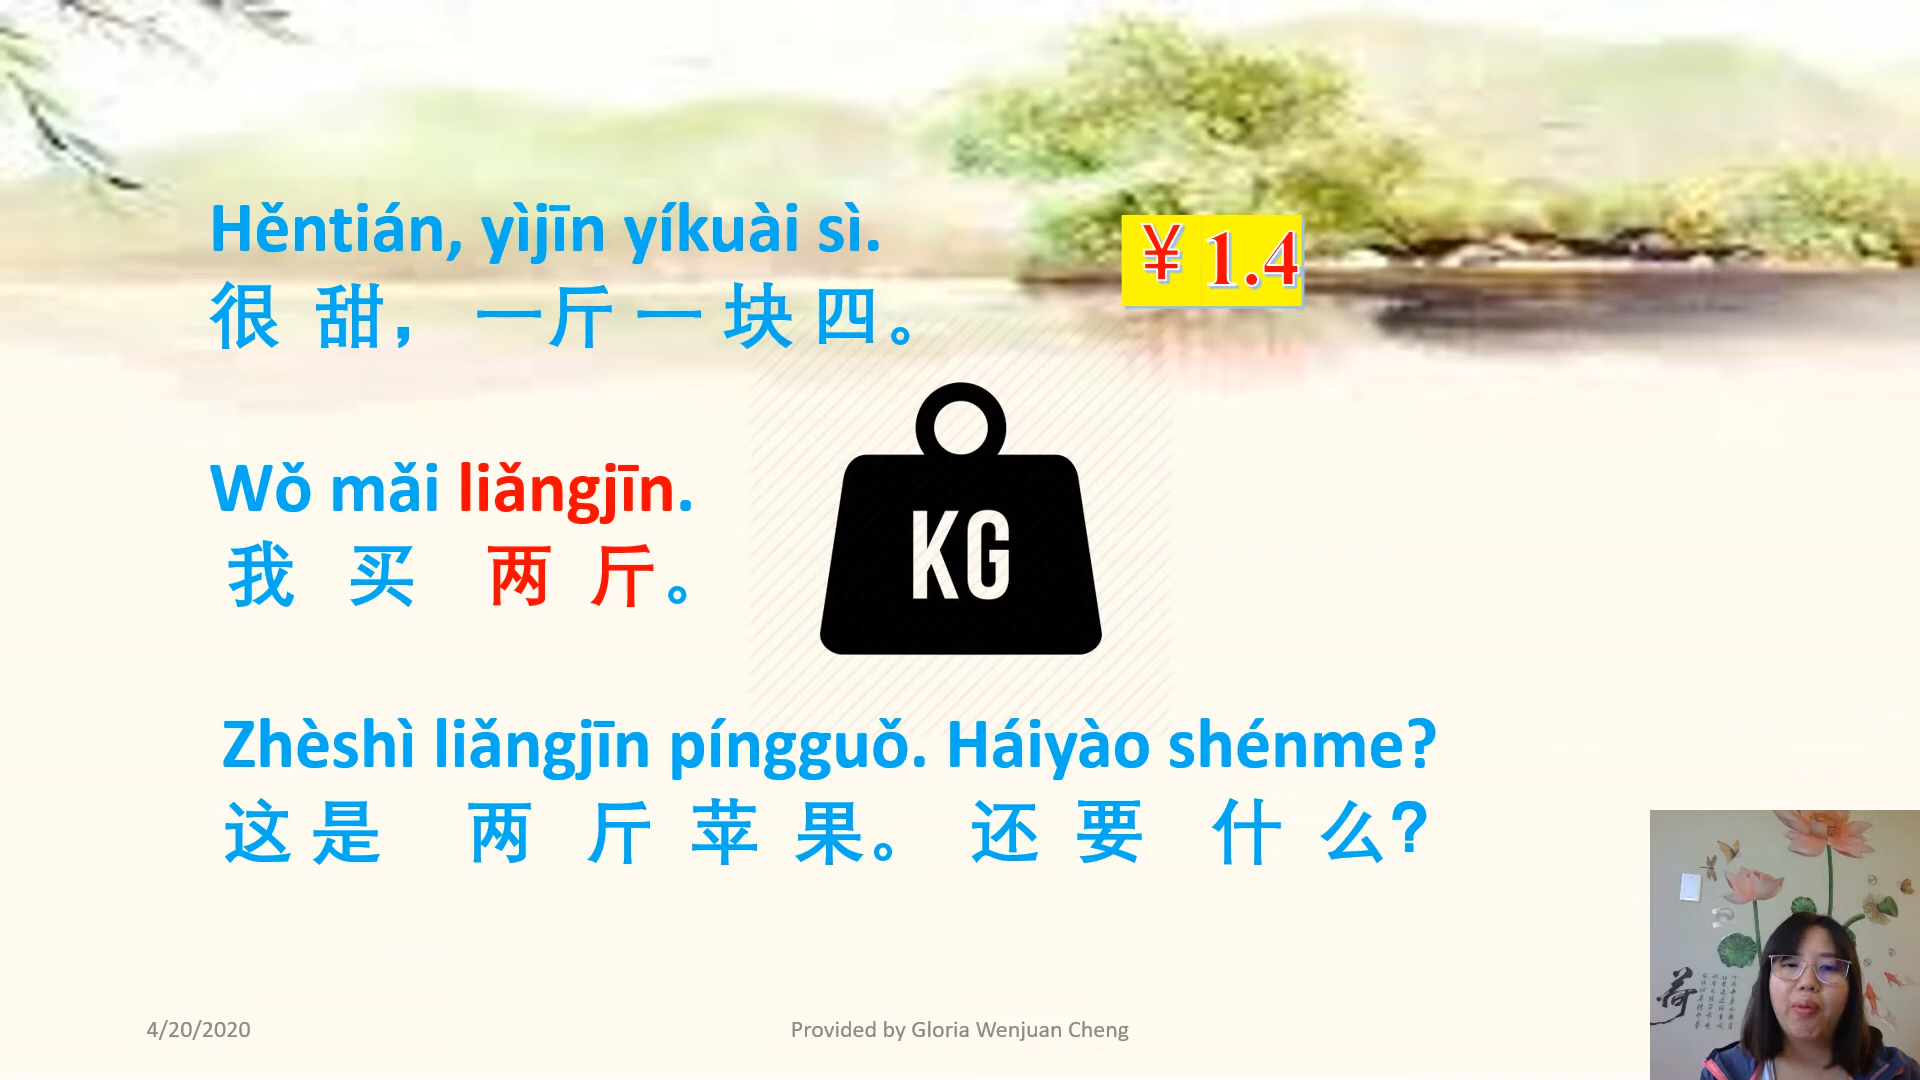 Hěntián, yìjīn yíkuài sì.
¥ 1.4
很 甜， 一斤 一 块 四。
KG
Wǒ mǎi liǎngjīn.
我 买 两 斤。
Zhèshì liǎngjīn píngguǒ. Háiyào shénme?
这 是 两 斤 苹 果。 还 要 什 么?
荷
4/20/2020
Provided by Gloria Wenjuan Cheng